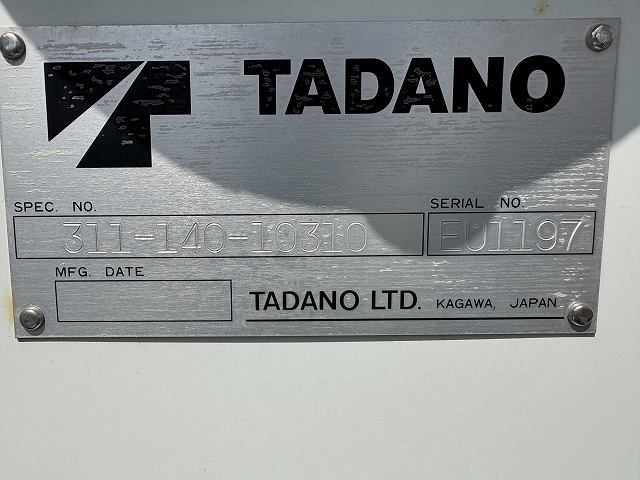 TADANO
SPEC. NO.
SERIAL NO.
311-140-10310
EU1197
MFG. DATE
TADANO LTD. KAGAWA, JAPAN